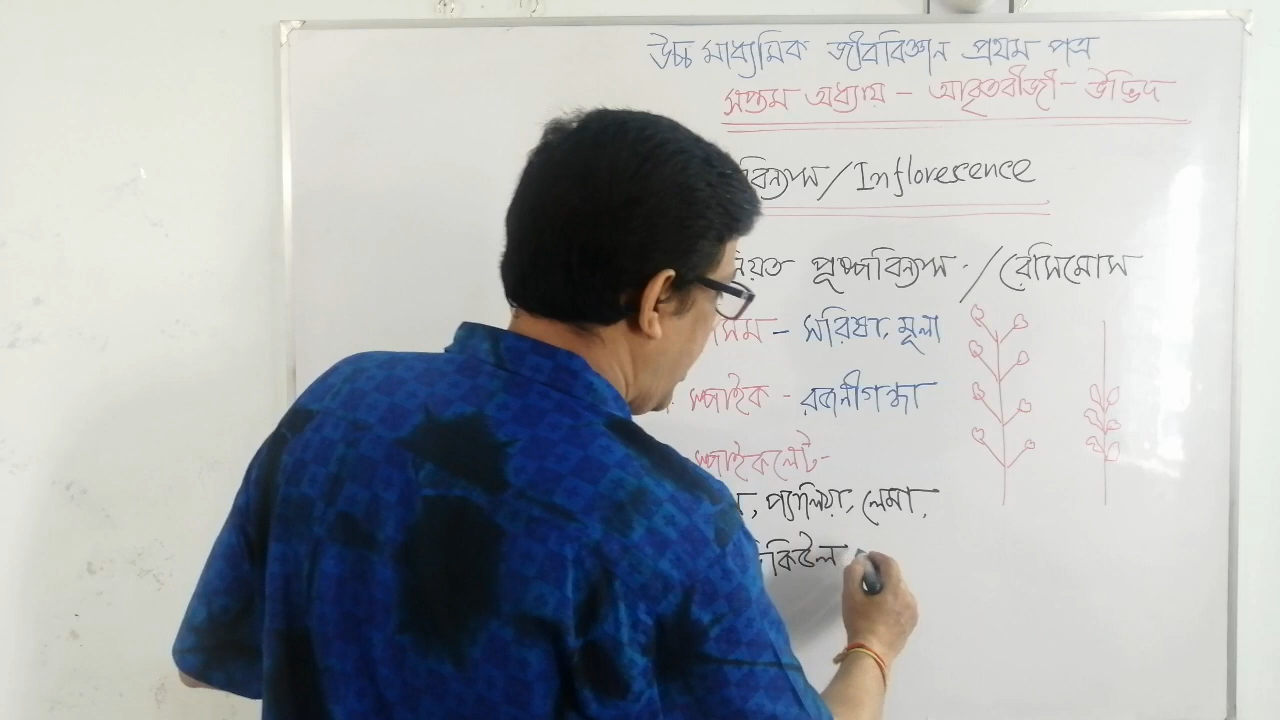 উচ্চ মাধ্যমিক জীববিজ্ঞান প্রথম পত্র
সপ্তম অধ্যায় - আবৃতবীজী উদ্ভিদ
বিন্যাস / Inflorescence
নিয়ত পুষ্পবিন্যাস / রেসিমোস
সিম - সরিষা, মূলা
স্পাইক - রজনীগন্ধা
স্পাইকলেট -
, প্যালিয়া, লেমা,